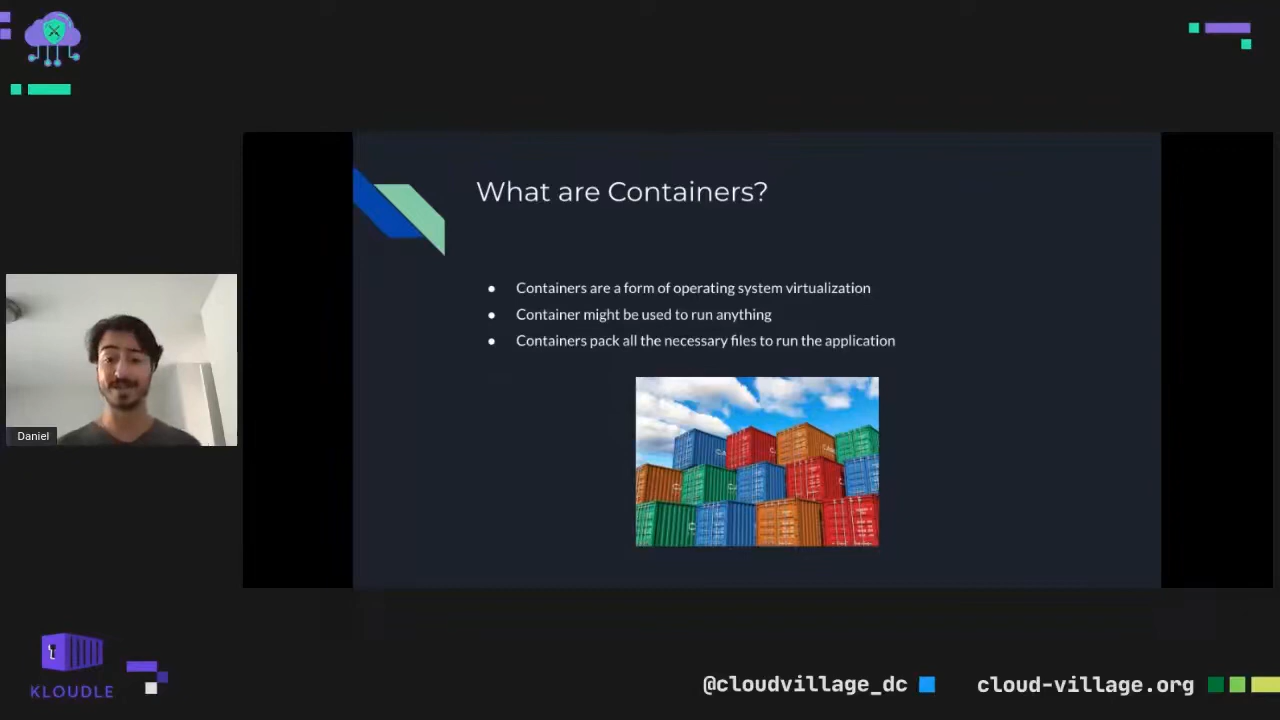 What are Containers?
Containers are a form of operating system virtualization
Container might be used to run anything
Containers pack all the necessary files to run the application
Daniel
KLOUDLE
@cloudvillage_dc
cloud-village.org